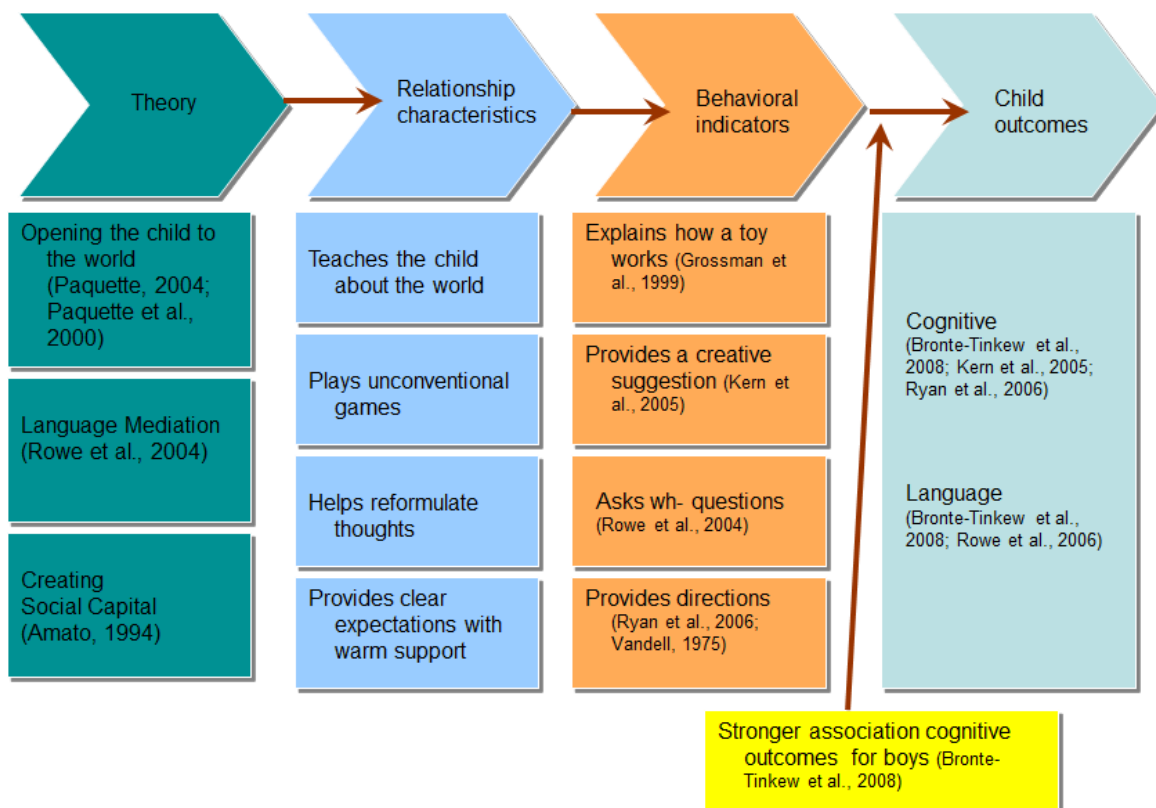 Theory
Relationship
characteristics
Behavioral
indicators
Child
outcomes
Opening the child to
the world
(Paquette, 2004;
Paquette et al.,
2000)
Language Mediation
(Rowe et al., 2004)
Creating
Social Capital
(Amato, 1994)
Teaches the child
about the world
Plays unconventional
games
Helps reformulate
thoughts
Provides clear
expectations with
warm support
Explains how a toy
works (Grossman et
al., 1999)
Provides a creative
suggestion (Kern et
al., 2005)
Asks wh- questions
(Rowe et al., 2004)
Provides directions
(Ryan et al., 2006;
Vandell, 1975)
Cognitive
(Bronte-Tinkew et al.,
2008; Kern et al., 2005;
Ryan et al., 2006)
Language
(Bronte-Tinkew et al.,
2008; Rowe et al., 2006)
Stronger association cognitive
outcomes for boys (Bronte-
Tinkew et al., 2008)